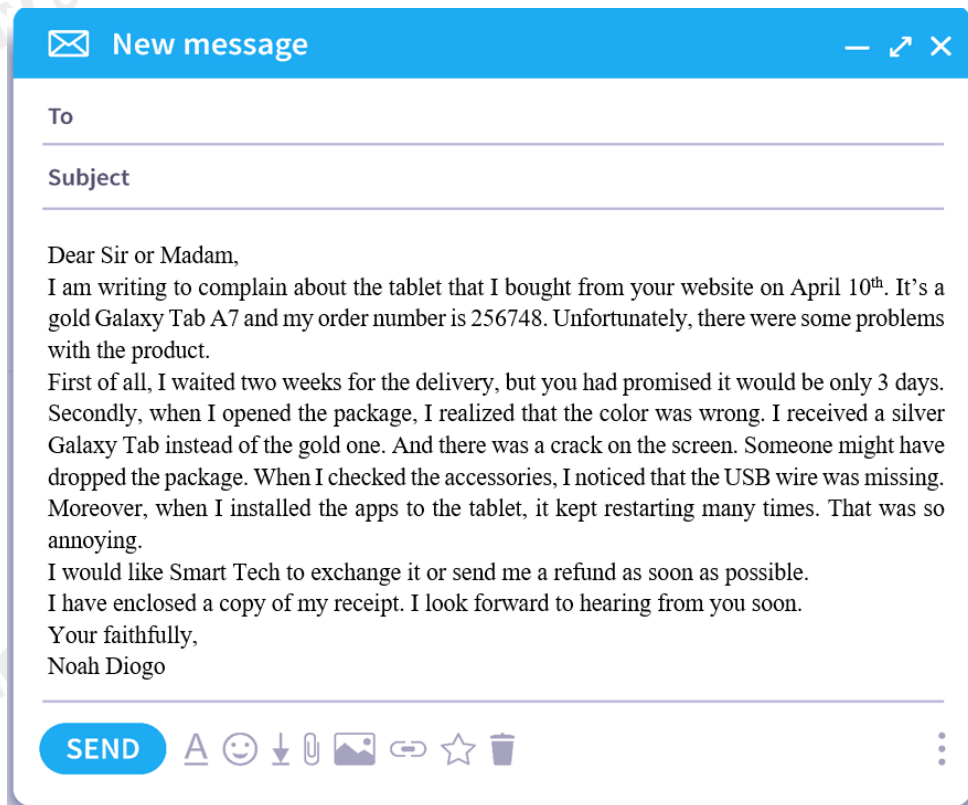 New message
To
Subject
Dear Sir or Madam,
I am writing to complain about the tablet that I bought from your website on April 10th. It's a
gold Galaxy Tab A7 and my order number is 256748. Unfortunately, there were some problems
with the product.
First of all, I waited two weeks for the delivery, but you had promised it would be only 3 days.
Secondly, when I opened the package, I realized that the color was wrong. I received a silver
Galaxy Tab instead of the gold one. And there was a crack on the screen. Someone might have
dropped the package. When I checked the accessories, I noticed that the USB wire was missing.
Moreover, when I installed the apps to the tablet, it kept restarting many times. That was so
annoying.
I would like Smart Tech to exchange it or send me a refund as soon as possible.
I have enclosed a copy of my receipt. I look forward to hearing from you soon.
Your faithfully,
Noah Diogo
SEND A